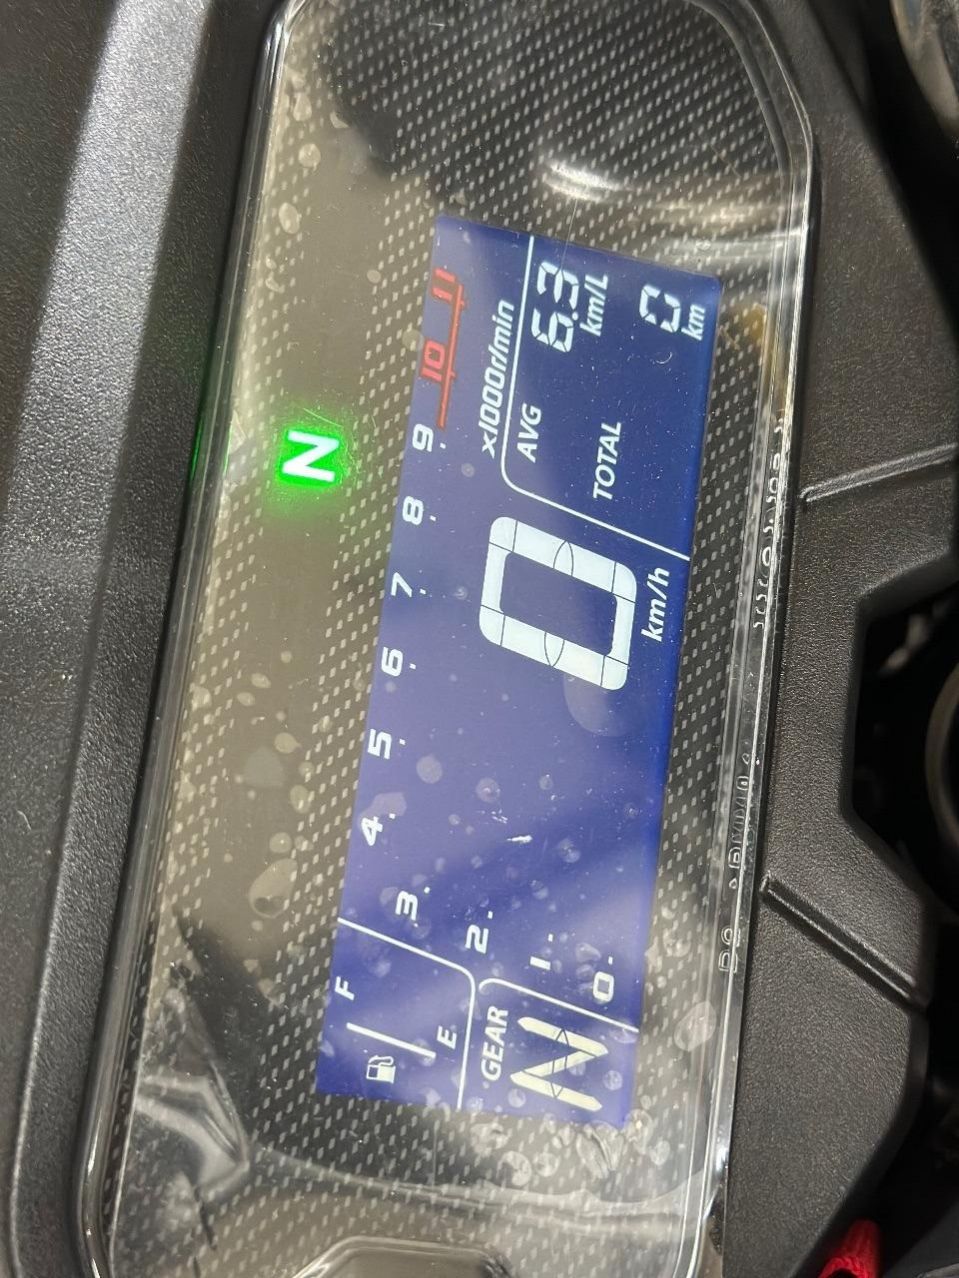 N
0 1 2 3 4 5 6 7 8 9 10 11
x1000r/min
F
E
GEAR
N
0
km/h
AVG
6.3
km/L
TOTAL
0
km